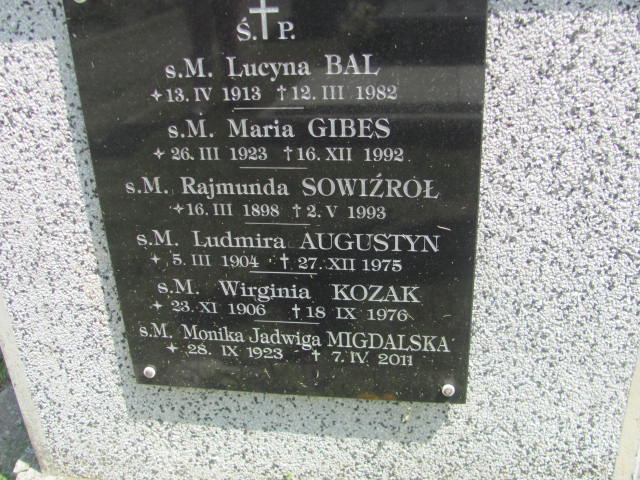 Ś. P.
s.M. Lucyna BAL
13. IV 1913 † 12. III 1982
s.M. Maria GIBES
26. III 1923 † 16. XII 1992
s.M. Rajmunda SOWIŹROŁ
16. III 1898 † 2. V 1993
s.M. Ludmira AUGUSTYN
5. III 1904 † 27. XII 1975
s.M. Wirginia KOZAK
23. XI 1906 † 18 IX 1976
s.M. Monika Jadwiga MIGDALSKA
28. IX 1923 † 7. IV 2011